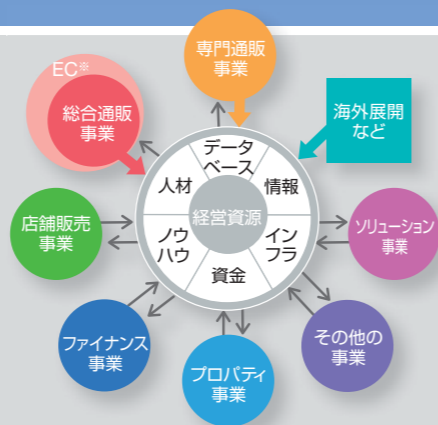 専門通販
事業
EC※
総合通販
事業
海外展開
など
データ
ベース
人材
情報
経営資源
店舗販売
事業
ノウ
ハウ
イン
フラ
ソリューション
事業
資金
ファイナンス
事業
その他の
事業
プロパティ
事業